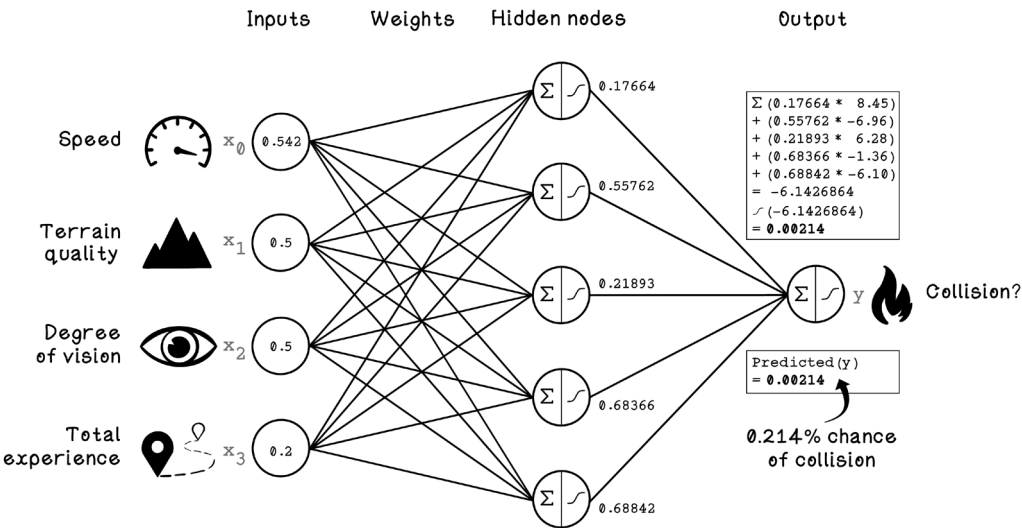 Inputs
Weights
Hidden nodes
Output
Speed
x0
0.542
Terrain
quality
x1
0.5
Degree
of vision
x2
0.5
Total
experience
x3
0.2
Σ
0.17664
Σ
0.55762
Σ
0.21893
Σ
0.68366
Σ
0.68842
Σ (0.17664 * 8.45)
+ (0.55762 * -6.96)
+ (0.21893 * 6.28)
+ (0.68366 * -1.36)
+ (0.68842 * -6.10)
= -6.1426864
(-6.1426864)
= 0.00214
Σ
y
Collision?
Predicted(y)
= 0.00214
0.214% chance
of collision